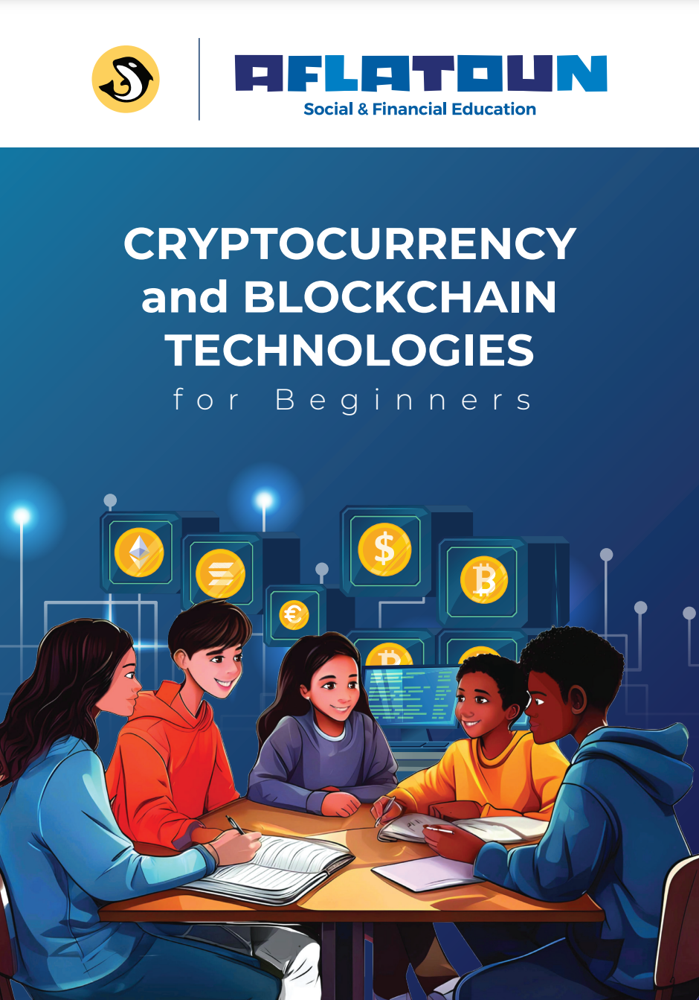 AFLATOUN
Social & Financial Education
CRYPTOCURRENCY
and BLOCKCHAIN
TECHNOLOGIES
for Beginners